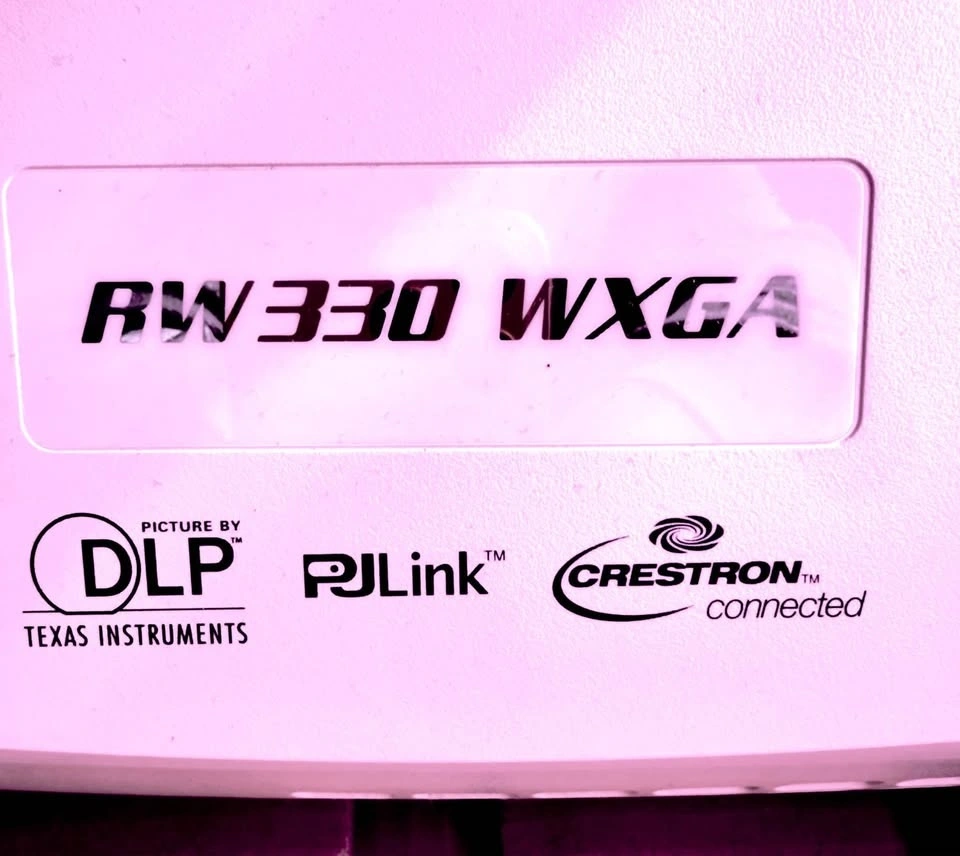 RW330 WXGA
PICTURE BY
DLP™
TEXAS INSTRUMENTS
PJLink™
CRESTRON™
connected